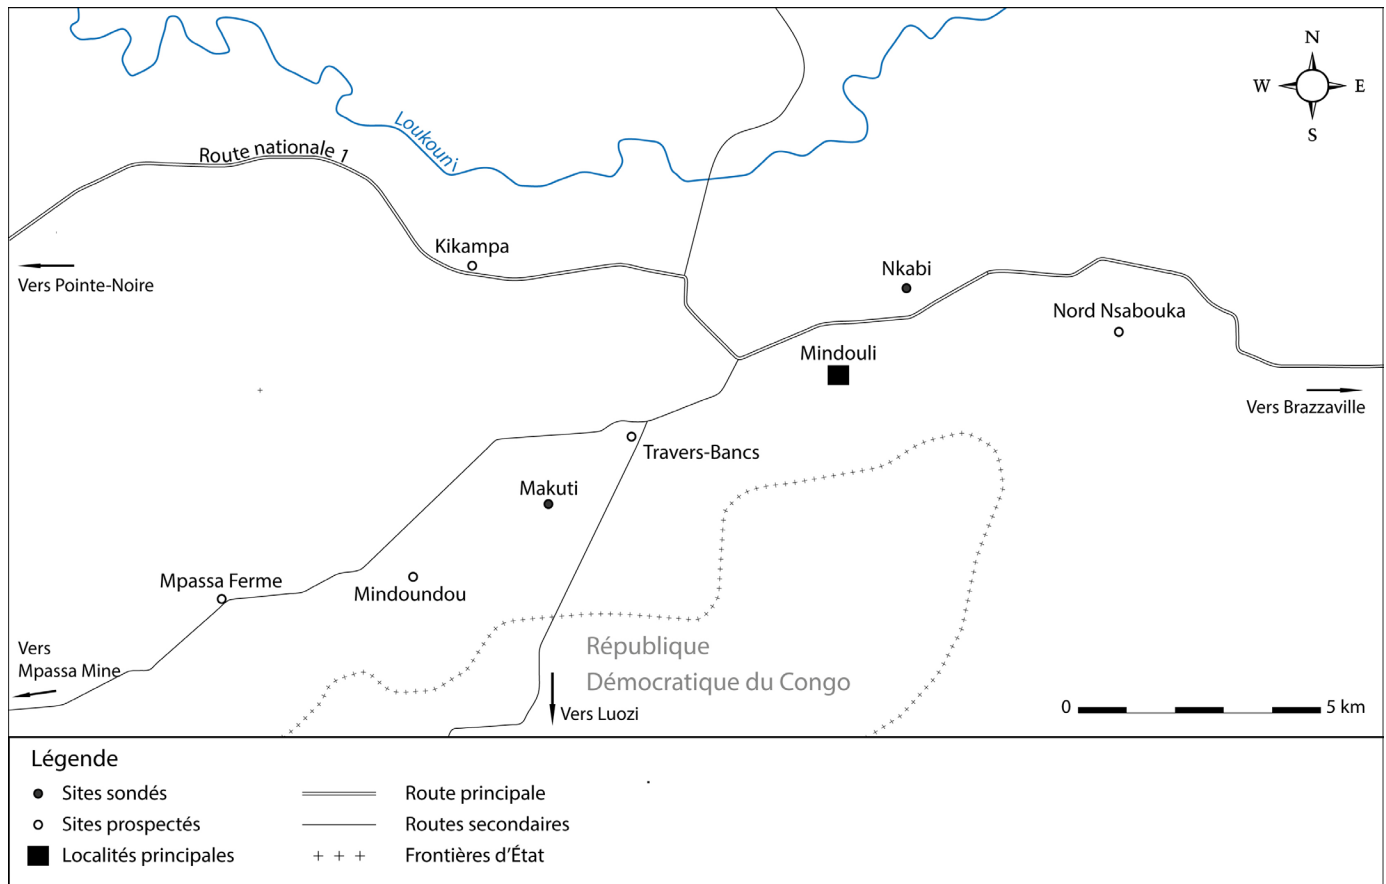 N
W E
S
Loukouni
Route nationale 1
Kikampa
Vers Pointe-Noire
Nkabi
Nord Nsabouka
Mindouli
Vers Brazzaville
Travers-Bancs
Makuti
Mpassa Ferme
Mindoundou
Vers
Mpassa Mine
République
Démocratique du Congo
Vers Luozi
0 5 km
Légende
Sites sondés
Sites prospectés
Localités principales
Route principale
Routes secondaires
Frontières d'État